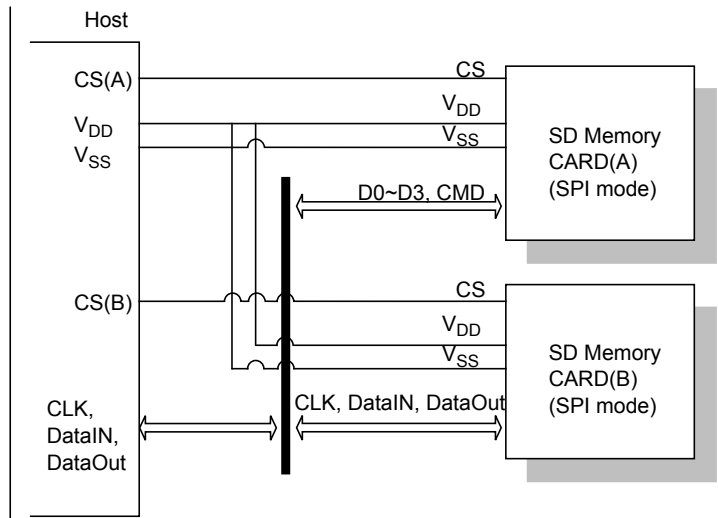 Host
CS(A)
VDD
VSS
CS
VDD
VSS
SD Memory
CARD(A)
(SPI mode)
D0~D3, CMD
CS(B)
CS
VDD
VSS
SD Memory
CARD(B)
(SPI mode)
CLK,
DataIN,
DataOut
CLK, DataIN, DataOut